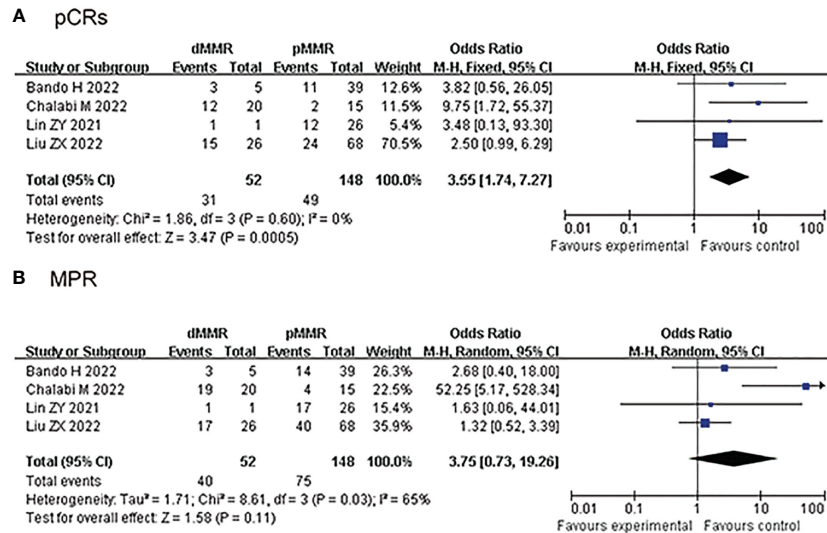 A pCRs
dMMR pMMR Odds Ratio Odds Ratio
Study or Subgroup Events Total Events Total Weight M-H, Fixed, 95% CI M-H, Fixed, 95% CI
Bando H 2022 3 5 11 39 12.6% 3.82 [0.56, 26.05]
Chalabi M 2022 12 20 2 15 11.5% 9.75 [1.72, 55.37]
Lin ZY 2021 1 1 12 26 5.4% 3.48 [0.13, 93.30]
Liu ZX 2022 15 26 24 68 70.5% 2.50 [0.99, 6.29]
Total (95% CI) 52 148 100.0% 3.55 [1.74, 7.27]
Total events 31 49
Heterogeneity: Chi² = 1.86, df = 3 (P = 0.60); I² = 0%
Test for overall effect: Z = 3.47 (P = 0.0005)
0.01 0.1 1 10 100
Favours experimental Favours control
B MPR
dMMR pMMR Odds Ratio Odds Ratio
Study or Subgroup Events Total Events Total Weight M-H, Random, 95% CI M-H, Random, 95% CI
Bando H 2022 3 5 14 39 26.3% 2.68 [0.40, 18.00]
Chalabi M 2022 19 20 4 15 22.5% 52.25 [5.17, 528.34]
Lin ZY 2021 1 1 17 26 15.4% 1.63 [0.06, 44.01]
Liu ZX 2022 17 26 40 68 35.9% 1.32 [0.52, 3.39]
Total (95% CI) 52 148 100.0% 3.75 [0.73, 19.26]
Total events 40 75
Heterogeneity: Tau² = 1.71; Chi² = 8.61, df = 3 (P = 0.03); I² = 65%
Test for overall effect: Z = 1.58 (P = 0.11)
0.01 0.1 1 10 100
Favours experimental Favours control